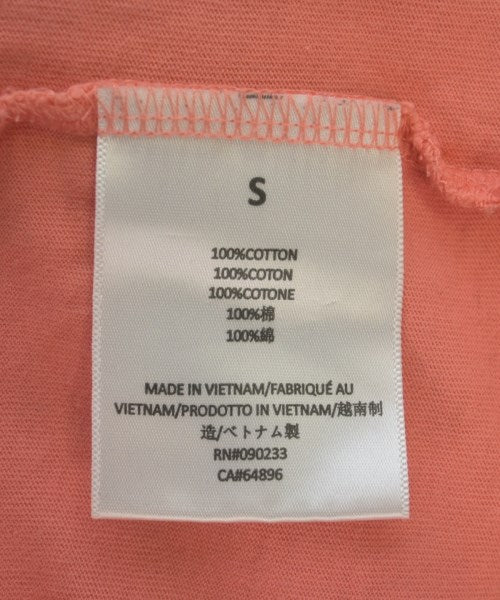 S
100%COTTON
100%COTON
100%COTONE
100%棉
100%綿
MADE IN VIETNAM/FABRIQUÉ AU
VIETNAM/PRODOTTO IN VIETNAM/越南制
造/ベトナム製
RN#090233
CA#64896